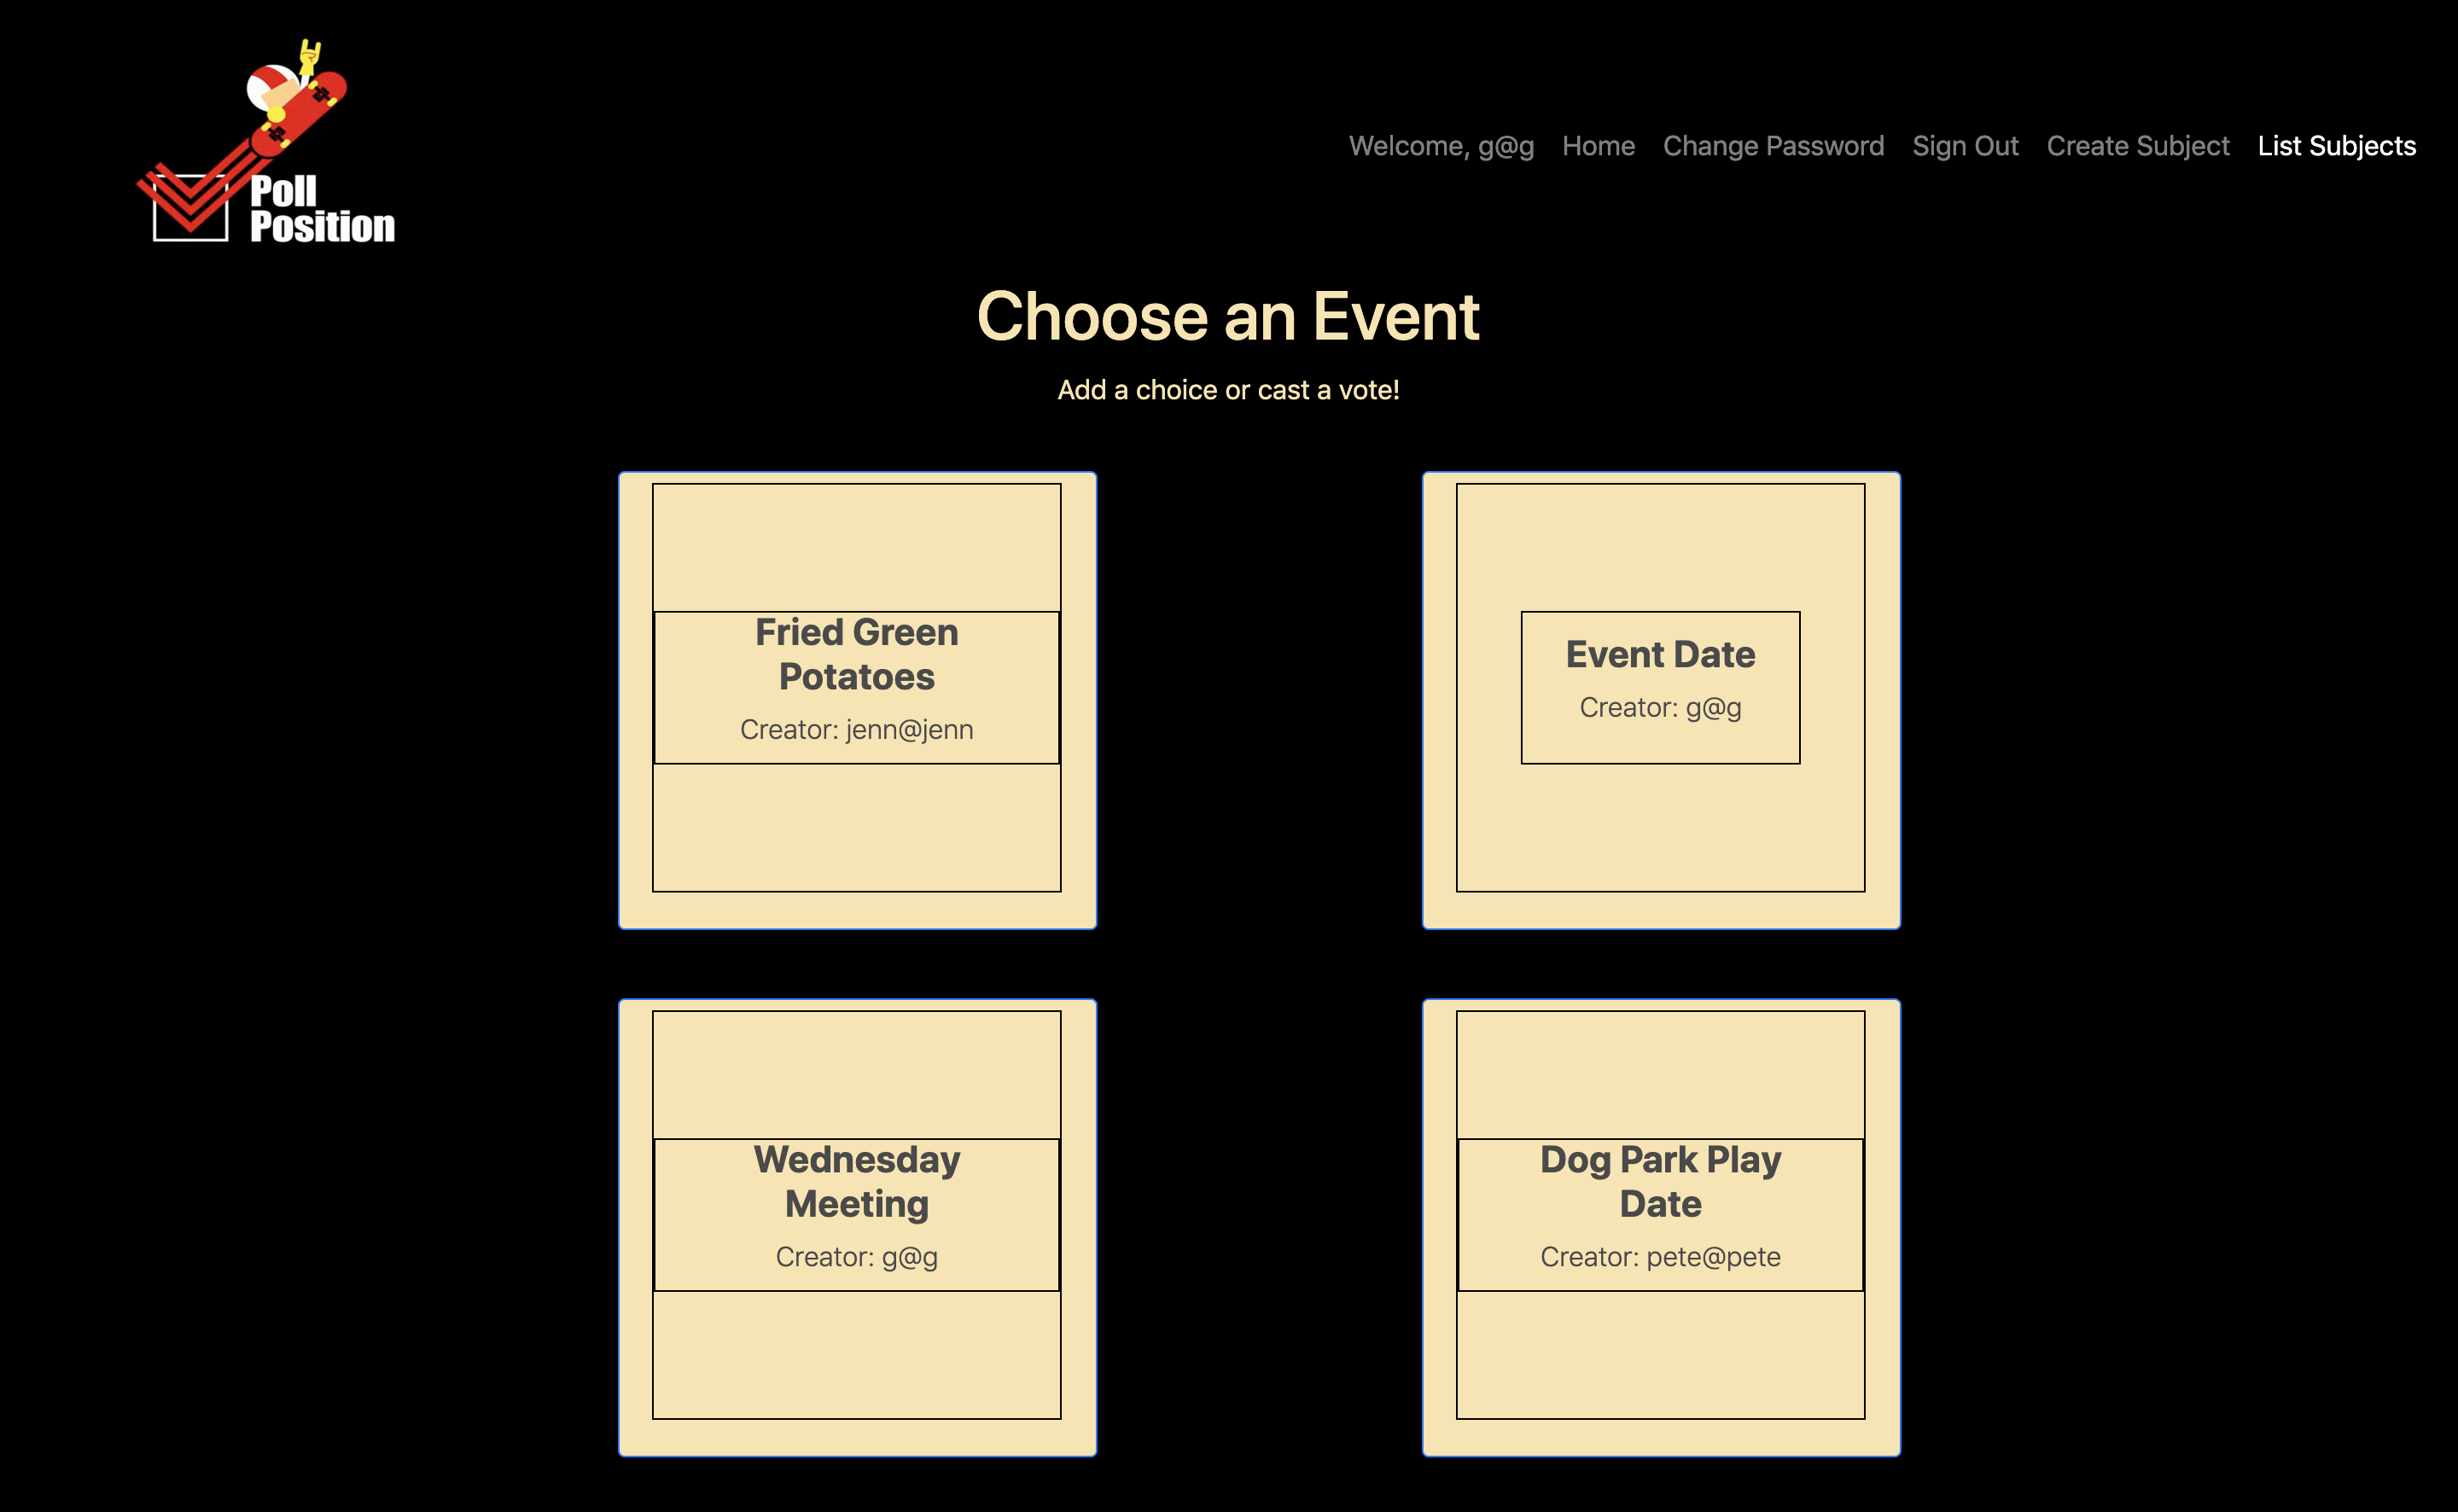 Poll
Position
Welcome, g@g Home Change Password Sign Out Create Subject List Subjects
Choose an Event
Add a choice or cast a vote!
Fried Green
Potatoes
Creator: jenn@jenn
Event Date
Creator: g@g
Wednesday
Meeting
Creator: g@g
Dog Park Play
Date
Creator: pete@pete